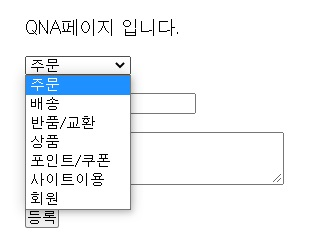 QNA페이지 입니다.
주문
주문
배송
반품/교환
상품
포인트/쿠폰
사이트이용
회원
등록